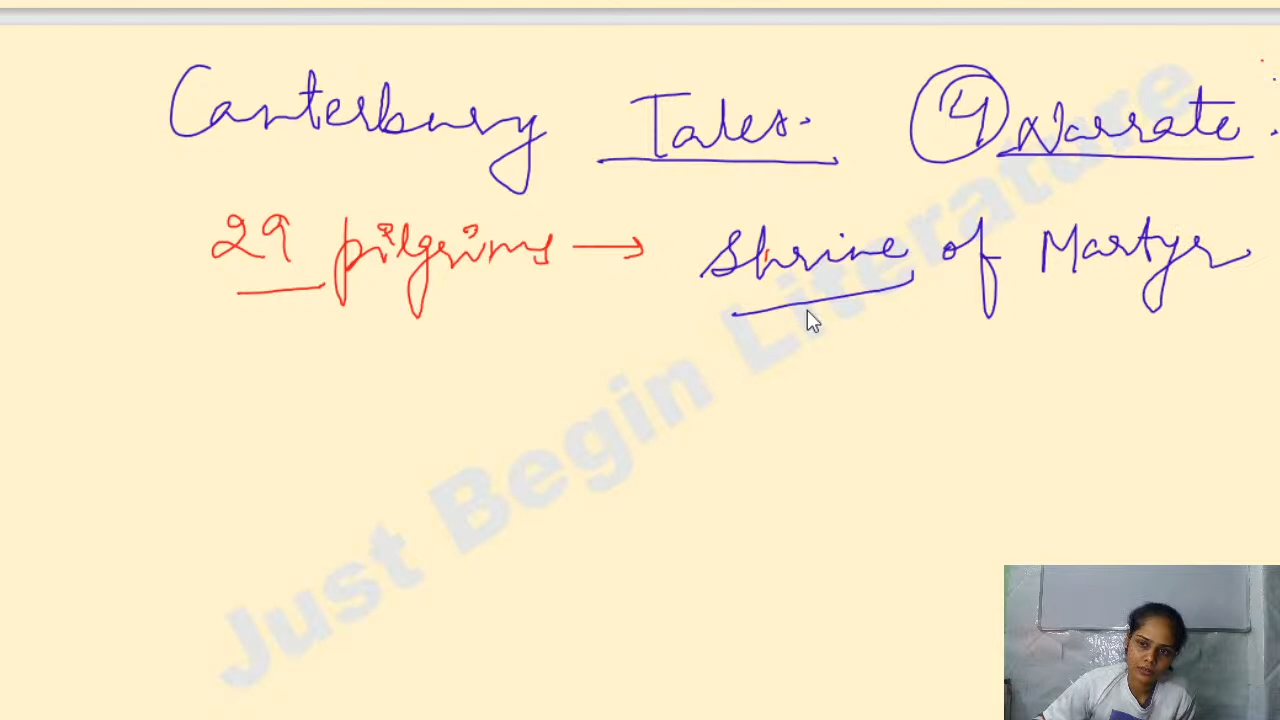 Canterbury Tales. 4 Narrate
29 pilgrims → Shrine of Martyr
Just Begin Literature